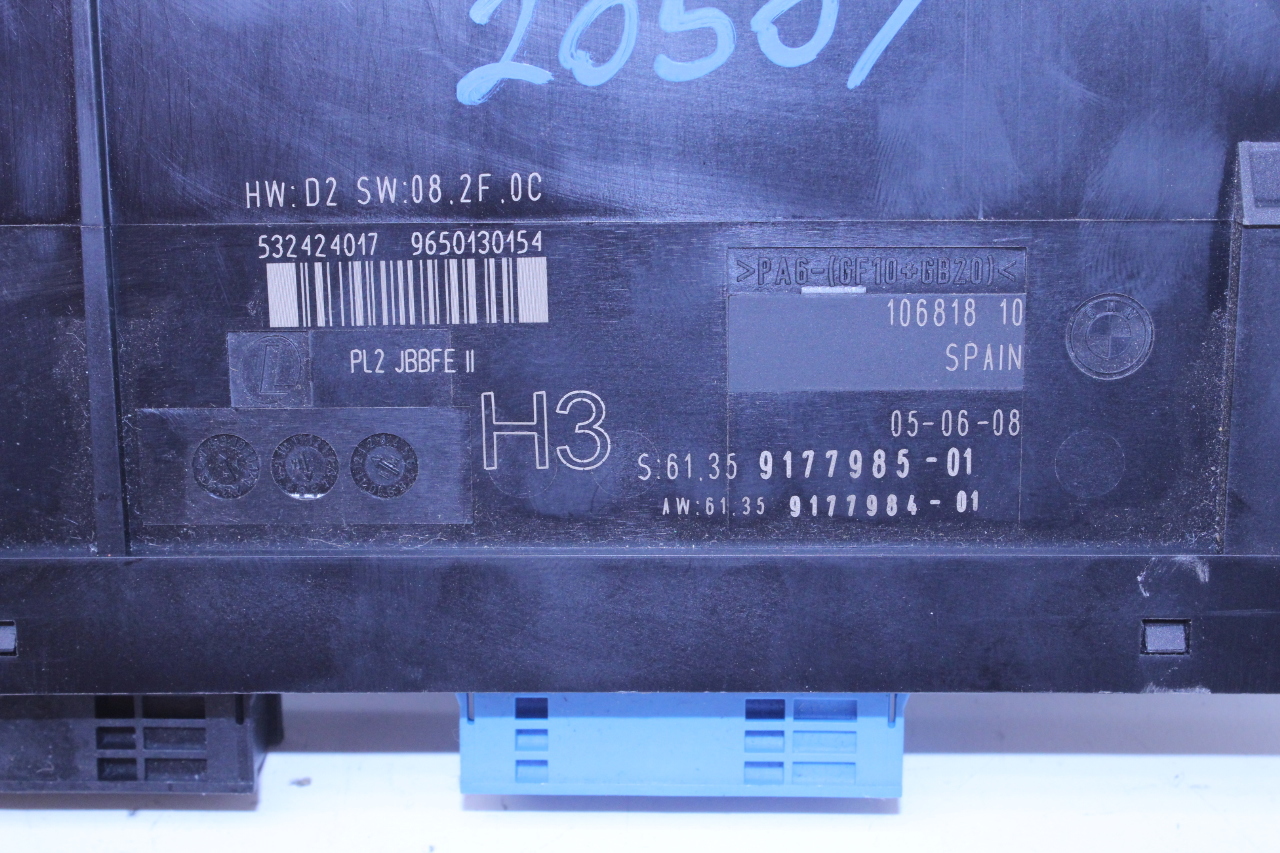 HW: D2 SW:08.2F.0C
532424017 9650130154
>PA6-(GF10+GB20)<
106818 10
PL2 JBBFE II
SPAIN
H3
05-06-08
S:61.35 9177985-01
AW:61.35 9177984-01